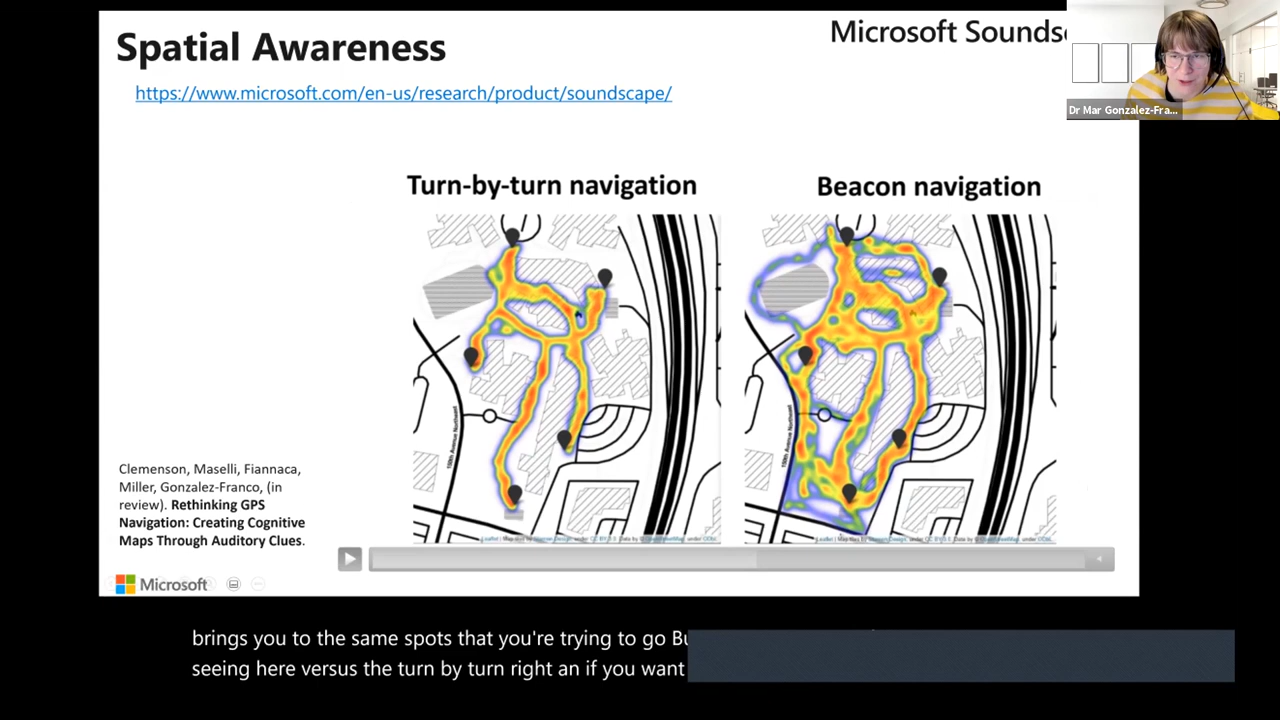 Spatial Awareness
Microsoft Sounds
https://www.microsoft.com/en-us/research/product/soundscape/
Dr Mar Gonzalez-Fra...
Turn-by-turn navigation
Beacon navigation
Clemenson, Maselli, Fiannaca,
Miller, Gonzalez-Franco, (in
review). Rethinking GPS
Navigation: Creating Cognitive
Maps Through Auditory Clues.
Microsoft
brings you to the same spots that you're trying to go
seeing here versus the turn by turn right an if you want